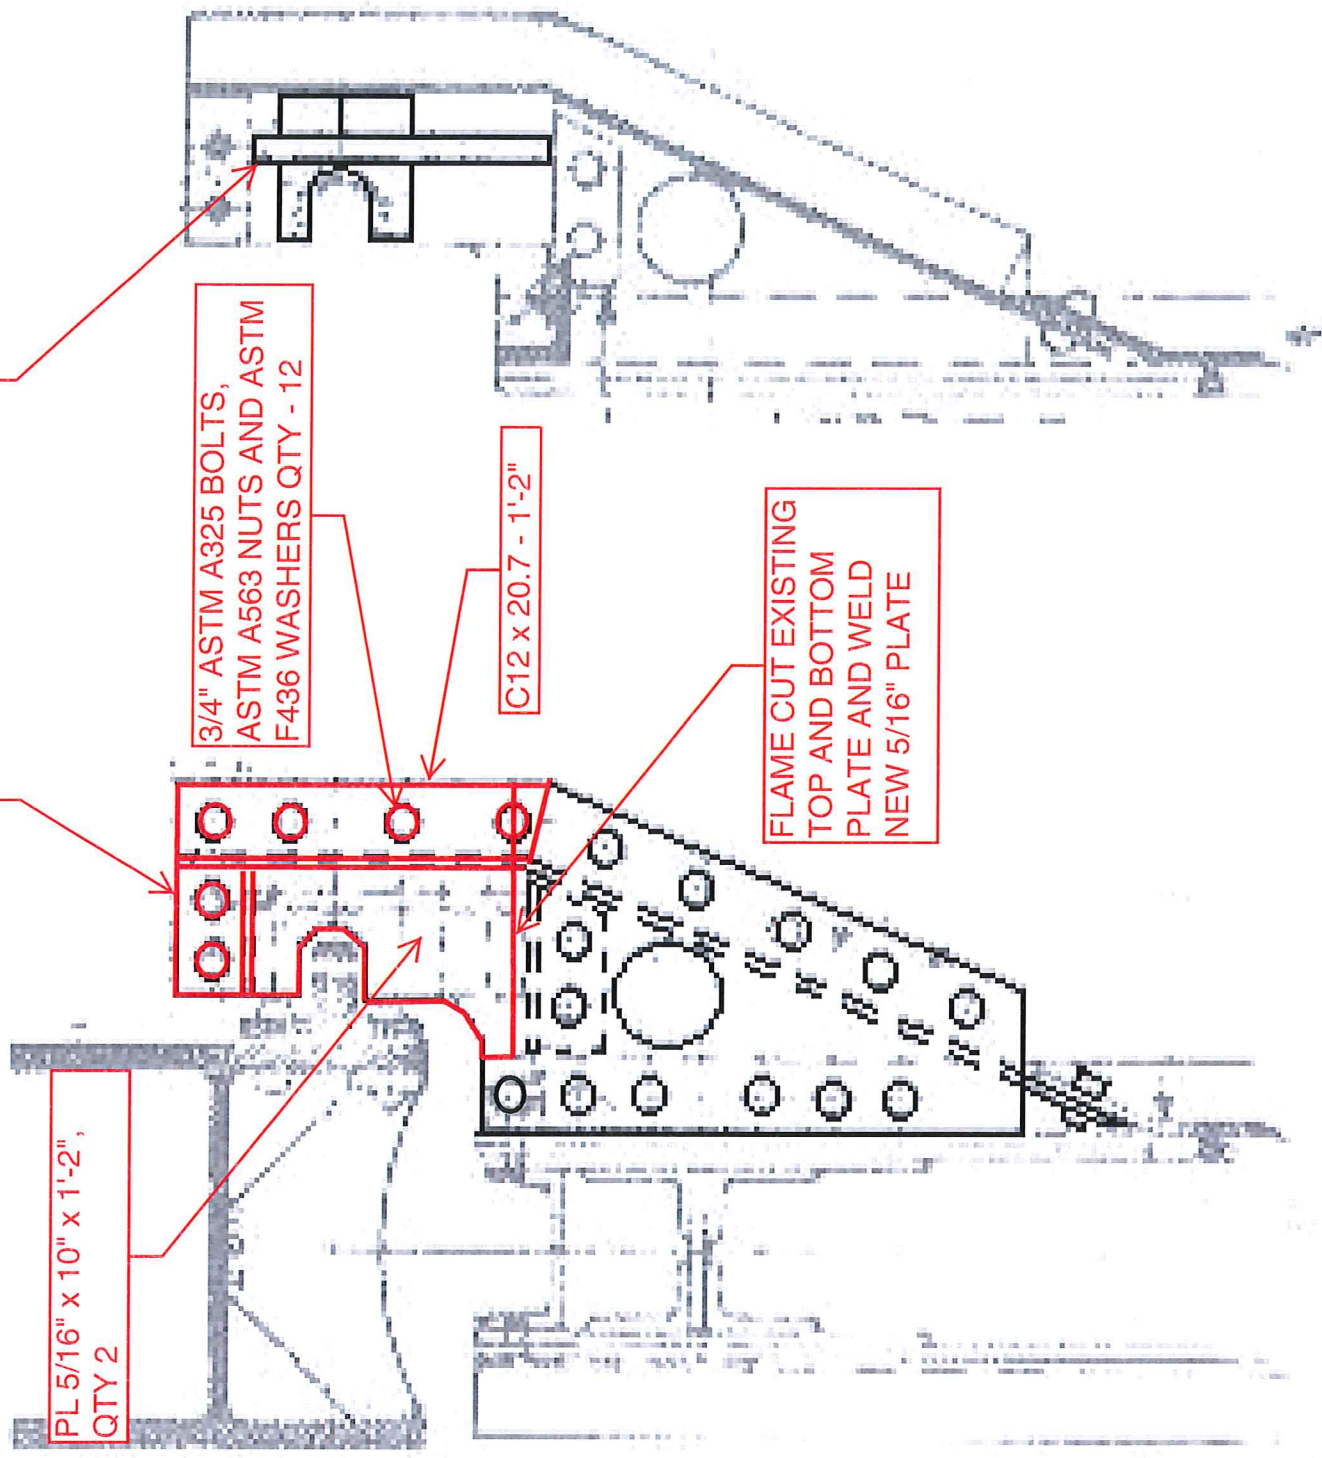 3/4" ASTM A325 BOLTS,
ASTM A563 NUTS AND ASTM
F436 WASHERS QTY - 12
C12 x 20.7 - 1'-2"
FLAME CUT EXISTING
TOP AND BOTTOM
PLATE AND WELD
NEW 5/16" PLATE
PL 5/16" x 10" x 1'-2",
QTY 2